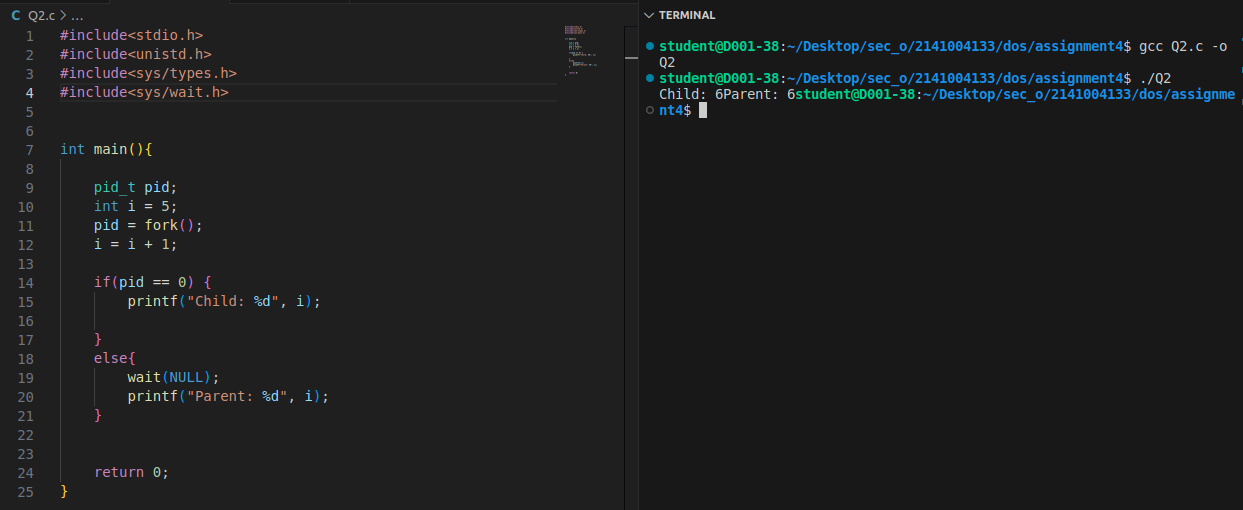 C Q2.c > ...
1 #include<stdio.h>
2 #include<unistd.h>
3 #include<sys/types.h>
4 #include<sys/wait.h>
5
6
7 int main(){
8
9 pid_t pid;
10 int i = 5;
11 pid = fork();
12 i = i + 1;
13
14 if(pid == 0) {
15 printf("Child: %d", i);
16
17 }
18 else{
19 wait(NULL);
20 printf("Parent: %d", i);
21 }
22
23
24 return 0;
25 }
TERMINAL
student@D001-38:~/Desktop/sec_o/2141004133/dos/assignment4$ gcc Q2.c -o
Q2
student@D001-38:~/Desktop/sec_o/2141004133/dos/assignment4$ ./Q2
Child: 6Parent: 6student@D001-38:~/Desktop/sec_o/2141004133/dos/assignme
nt4$